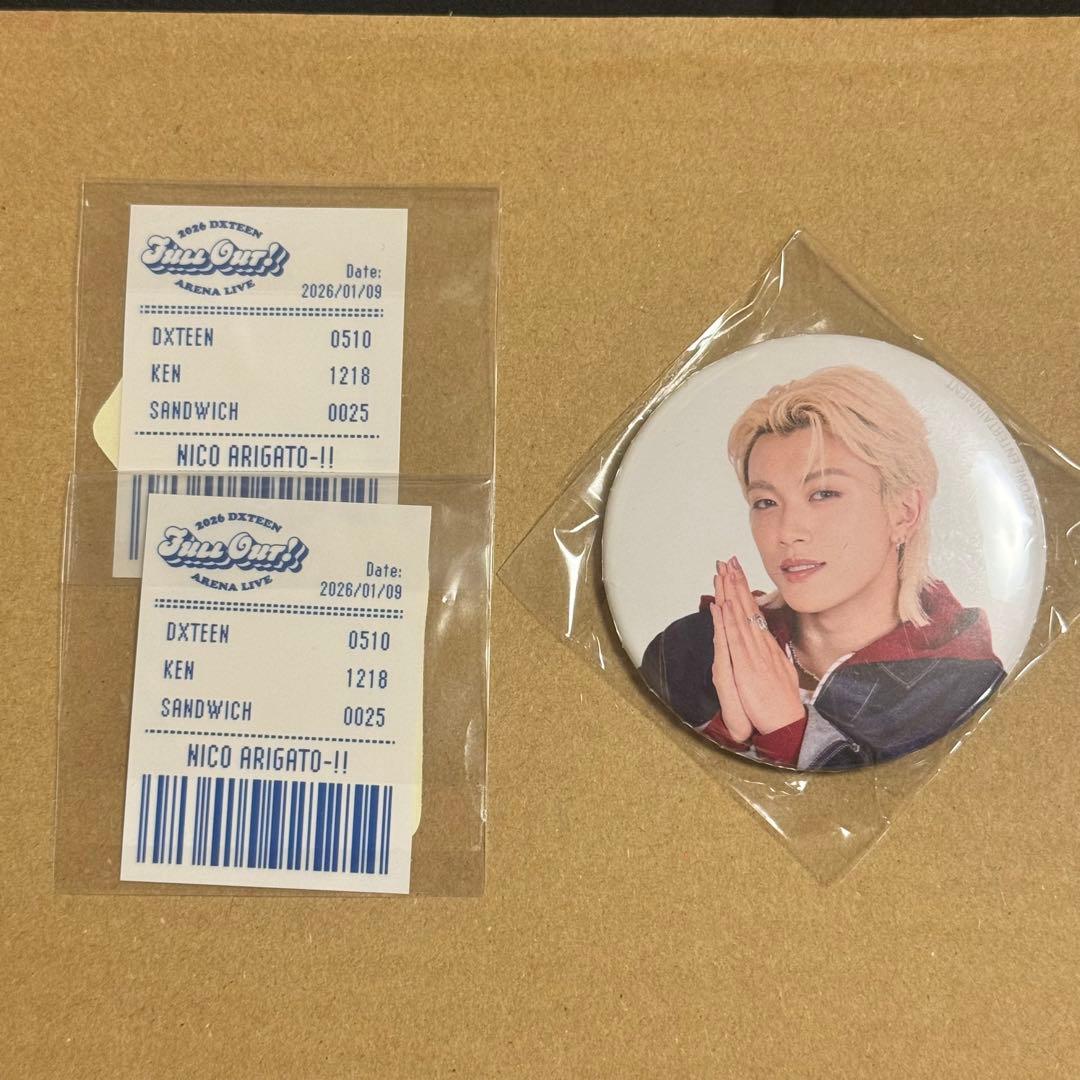 2026 DXTEEN
Full Out!
ARENA LIVE
Date:
2026/01/09
DXTEEN 0510
KEN 1218
SANDWICH 0025
NICO ARIGATO-!!
2026 DXTEEN
Full Out!
ARENA LIVE
Date:
2026/01/09
DXTEEN 0510
KEN 1218
SANDWICH 0025
NICO ARIGATO-!!
ENTERTAINMENT